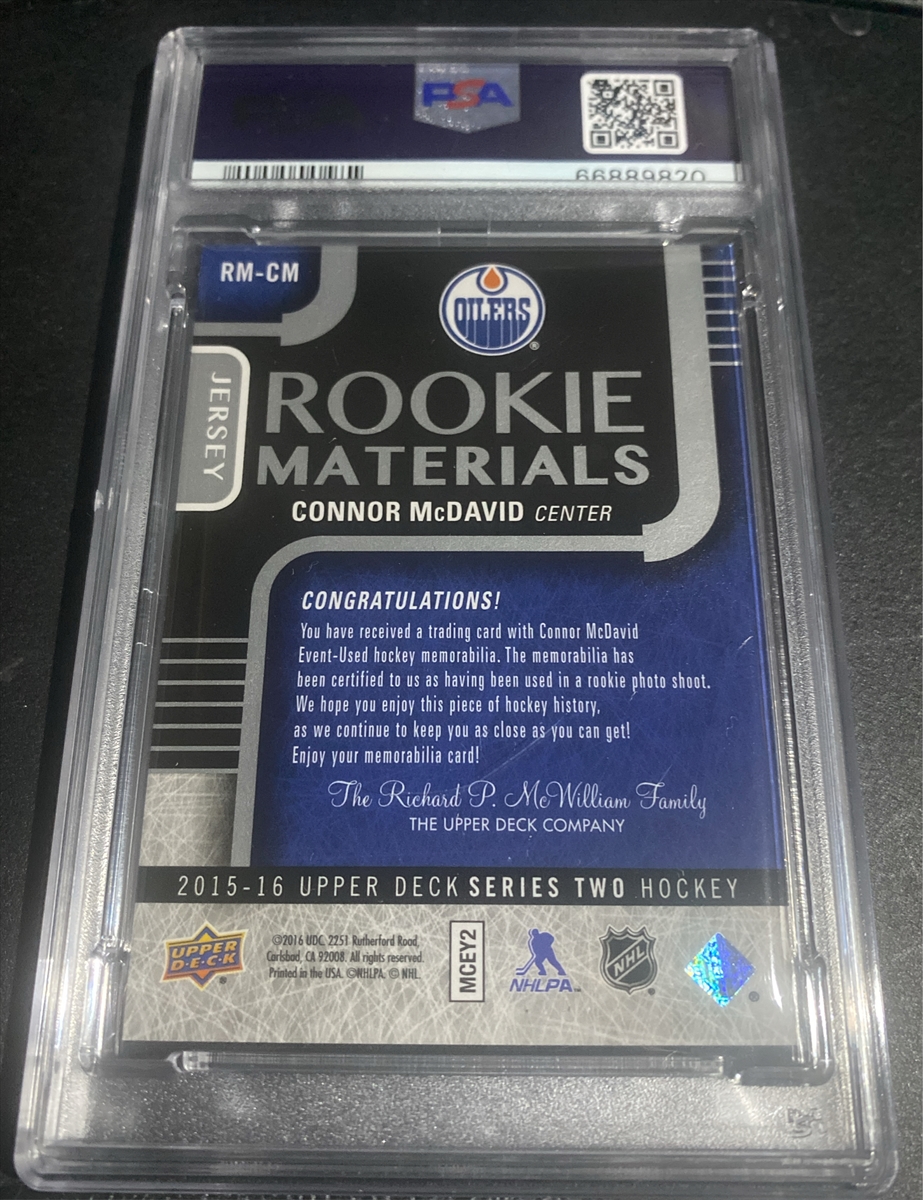 PSA
66889820
RM-CM
OILERS
®
JERSEY
ROOKIE
MATERIALS
CONNOR McDAVID CENTER
CONGRATULATIONS!
You have received a trading card with Connor McDavid
Event-Used hockey memorabilia. The memorabilia has
been certified to us as having been used in a rookie photo shoot.
We hope you enjoy this piece of hockey history,
as we continue to keep you as close as you can get!
Enjoy your memorabilia card!
The Richard P. McWilliam Family
THE UPPER DECK COMPANY
2015-16 UPPER DECK SERIES TWO HOCKEY
UPPER
DECK
®
©2016 UDC. 2251 Rutherford Road,
Carlsbad, CA 92008. All rights reserved.
Printed in the USA. ©NHLPA. © NHL.
MCEY2
NHLPA™
NHL
®
®